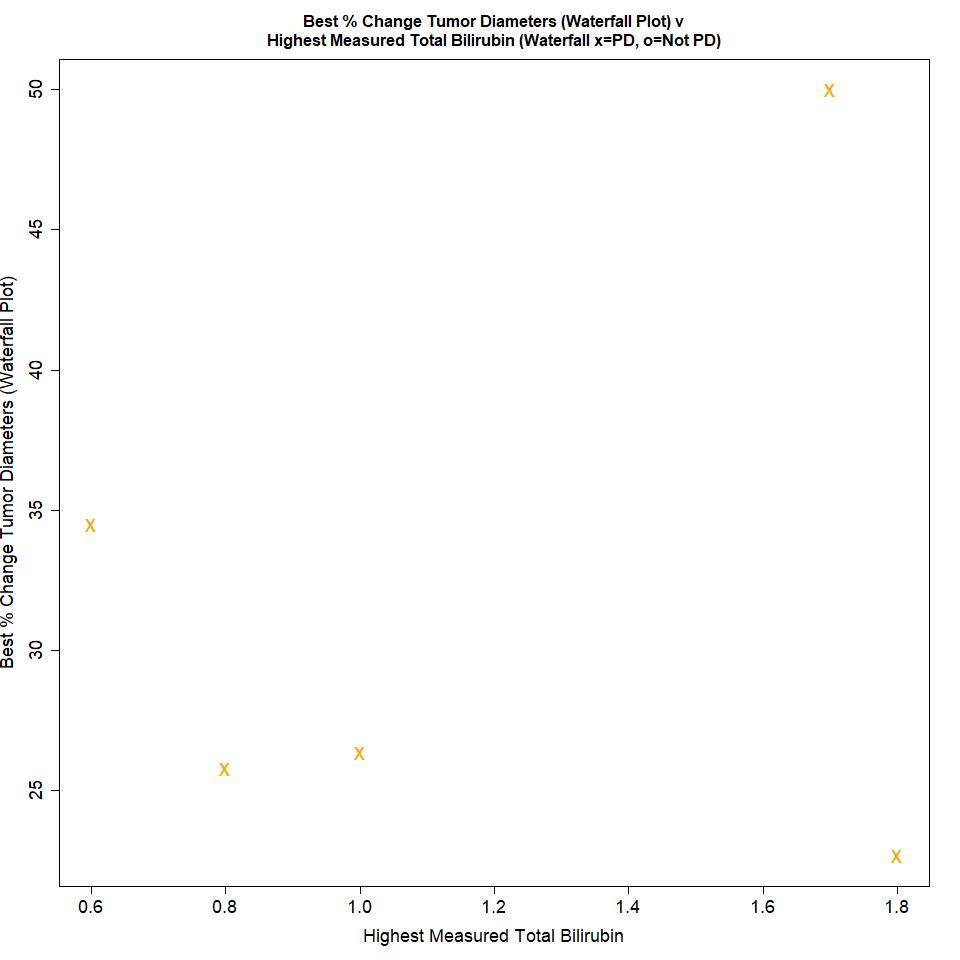 Best % Change Tumor Diameters (Waterfall Plot) v
Highest Measured Total Bilirubin (Waterfall x=PD, o=Not PD)
Best % Change Tumor Diameters (Waterfall Plot)
50
45
40
35
30
25
X
X
X
X
X
0.6 0.8 1.0 1.2 1.4 1.6 1.8
Highest Measured Total Bilirubin